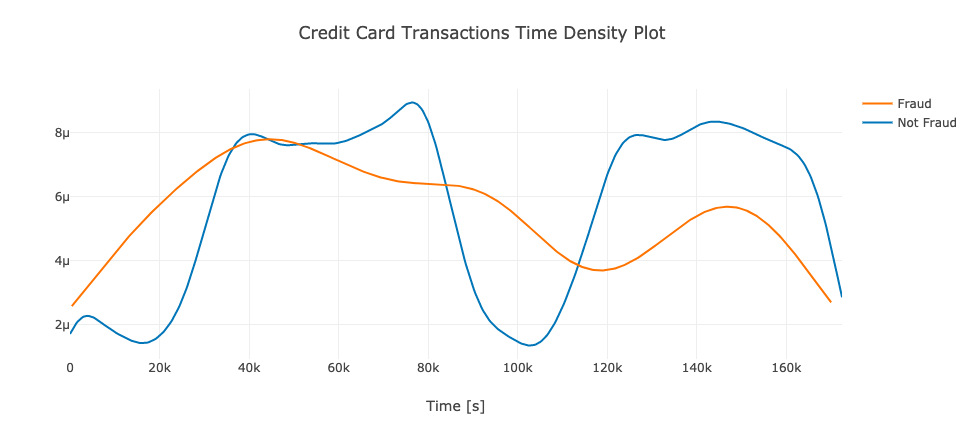 Credit Card Transactions Time Density Plot
Fraud
Not Fraud
8μ
6μ
4μ
2μ
0 20k 40k 60k 80k 100k 120k 140k 160k
Time [s]